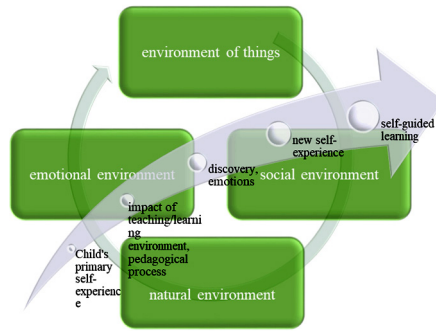 environment of things
self-guided
learning
new self-
experience
emotional environment
social environment
discovery,
emotions
impact of
teaching/learni
ng
environment,
pedagogical
process
Child's
primary
self-
experienc
e
natural environment